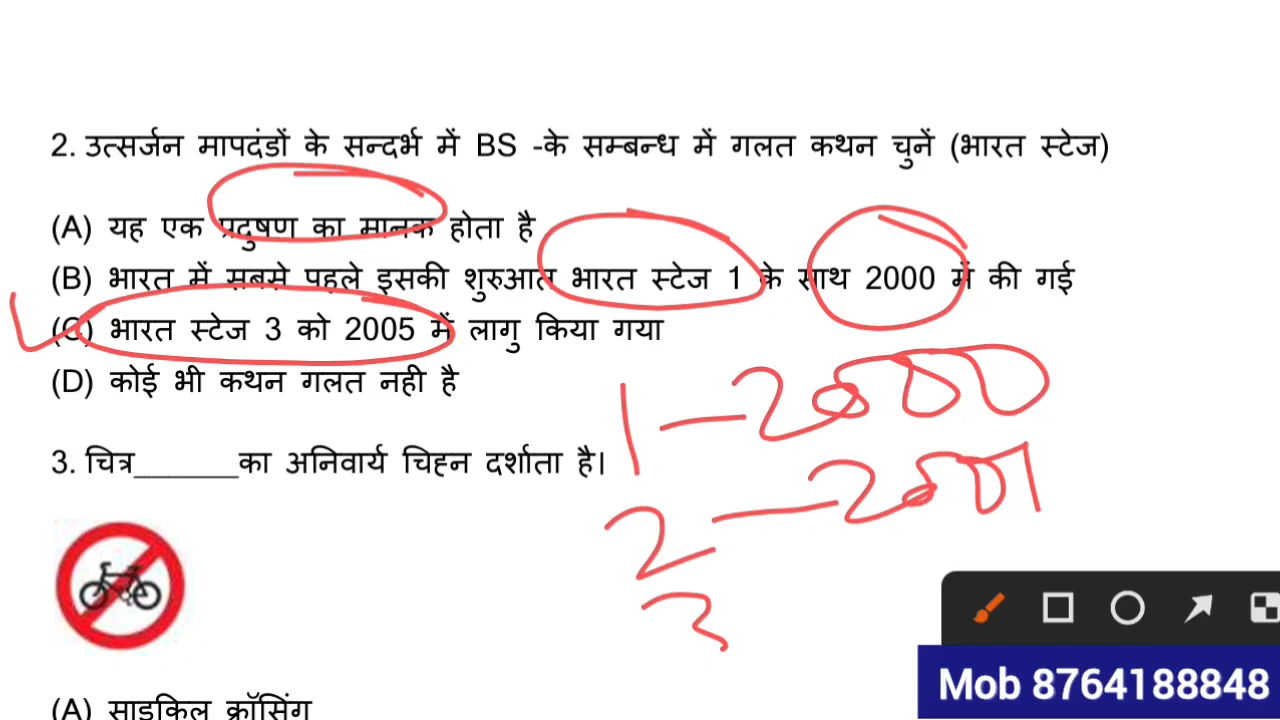 2. उत्सर्जन मापदंडों के सन्दर्भ में BS -के सम्बन्ध में गलत कथन चुनें (भारत स्टेज)
(A) यह एक प्रदुषण का मानक होता है
(B) भारत में सबसे पहले इसकी शुरुआत भारत स्टेज 1 के साथ 2000 में की गई
(C) भारत स्टेज 3 को 2005 में लागु किया गया
(D) कोई भी कथन गलत नही है
1 - 2000
3. चित्र______का अनिवार्य चिह्न दर्शाता है।
2 - 2001
3
(A) साइकिल क्रॉसिंग
Mob 8764188848